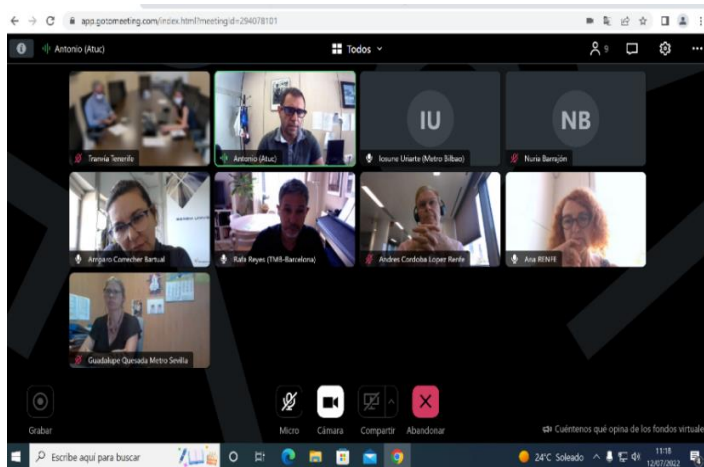 app.gotomeeting.com/index.html?meetingId=294078101
Antonio (Atuc)
Todos
9
IU
NB
Tranvía Tenerife
Antonio (Atuc)
Iosune Uriarte (Metro Bilbao)
Nuria Barrajón
Amparo Correcher Bartual
Rafa Reyes (TMB-Barcelona)
Andres Cordoba Lopez Renfe
Ana RENFE
Guadalupe Quesada Metro Sevilla
Grabar
Micro
Cámara
Compartir
Abandonar
Cuéntenos qué opina de los fondos virtuale
Escribe aquí para buscar
24°C Soleado
11:18
12/07/2022